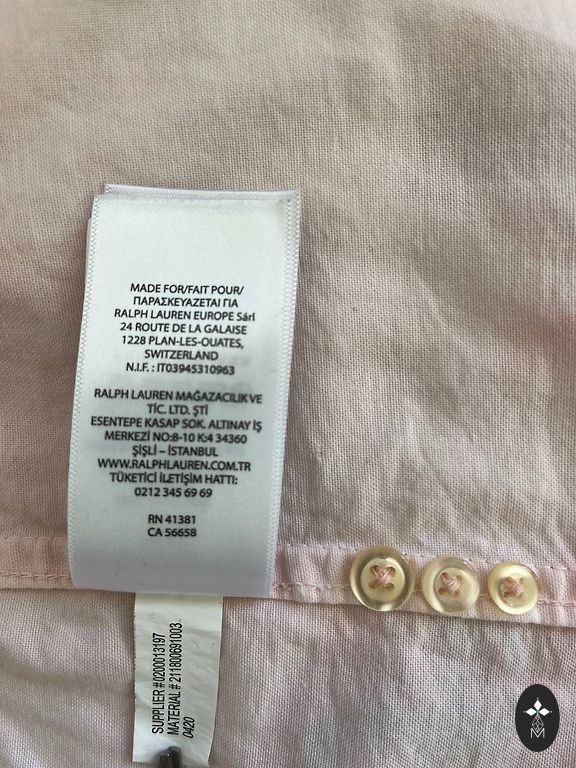 MADE FOR/FAIT POUR/
ΠΑΡΑΣΚΕΥΑΖΕΤΑΙ ΓΙΑ
RALPH LAUREN EUROPE Sárl
24 ROUTE DE LA GALAISE
1228 PLAN-LES-OUATES,
SWITZERLAND
N.I.F. : IT03945310963
RALPH LAUREN MAĞAZACILIK VE
TİC. LTD. ŞTİ
ESENTEPE KASAP SOK. ALTINAY İŞ
MERKEZİ NO:8-10 K:4 34360
ŞİŞLİ – İSTANBUL
WWW.RALPHLAUREN.COM.TR
TÜKETİCİ İLETİŞİM HATTI:
0212 345 69 69
RN 41381
CA 56658
SUPPLIER #0200013197
MATERIAL # 211800691003
0420
M